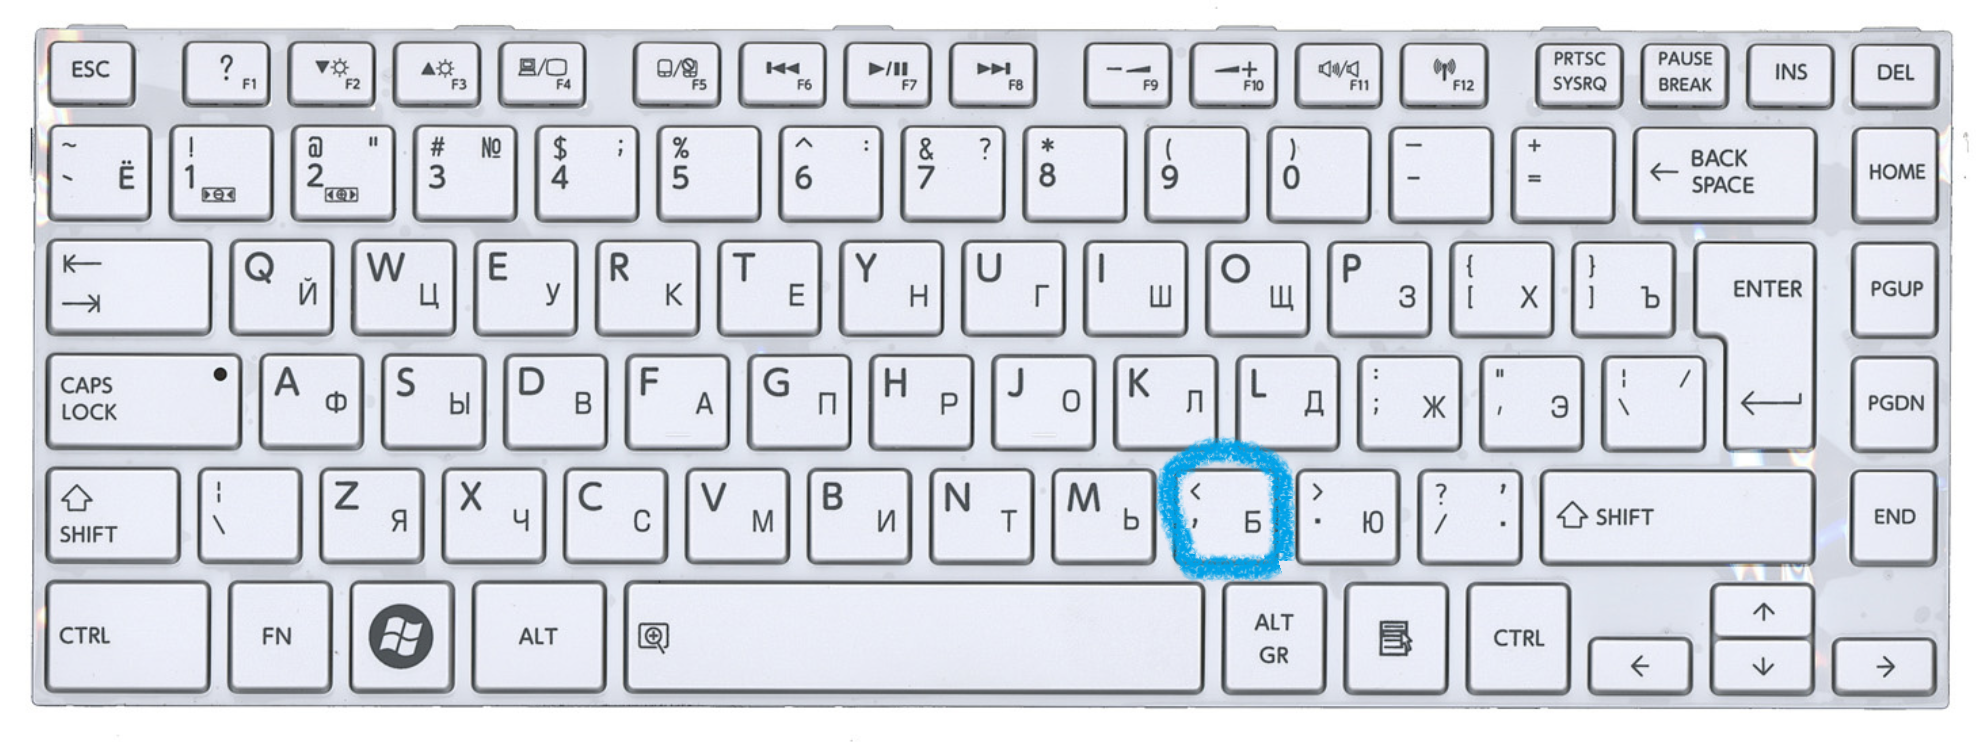 ESC ? F1 F2 F3 F4 F5 F6 F7 F8 F9 F10 F11 F12 PRTSC SYSRQ PAUSE BREAK INS DEL
~ ` Ё ! 1 @ " 2 # № 3 $ ; 4 % 5 ^ : 6 & ? 7 * 8 ( 9 ) 0 — - + = ← BACK SPACE HOME
Q Й W Ц E У R К T Е Y Н U Г I Ш O Щ P З { [ Х } ] Ъ ENTER PGUP
CAPS LOCK A Ф S Ы D В F А G П H Р J О K Л L Д : ; Ж " ' Э ¦ / \ PGDN
SHIFT ¦ \ Z Я X Ч C С V М B И N Т M Ь < , Б > . Ю ? , / . SHIFT END
CTRL FN ALT ALT GR CTRL ← ↑ ↓ →